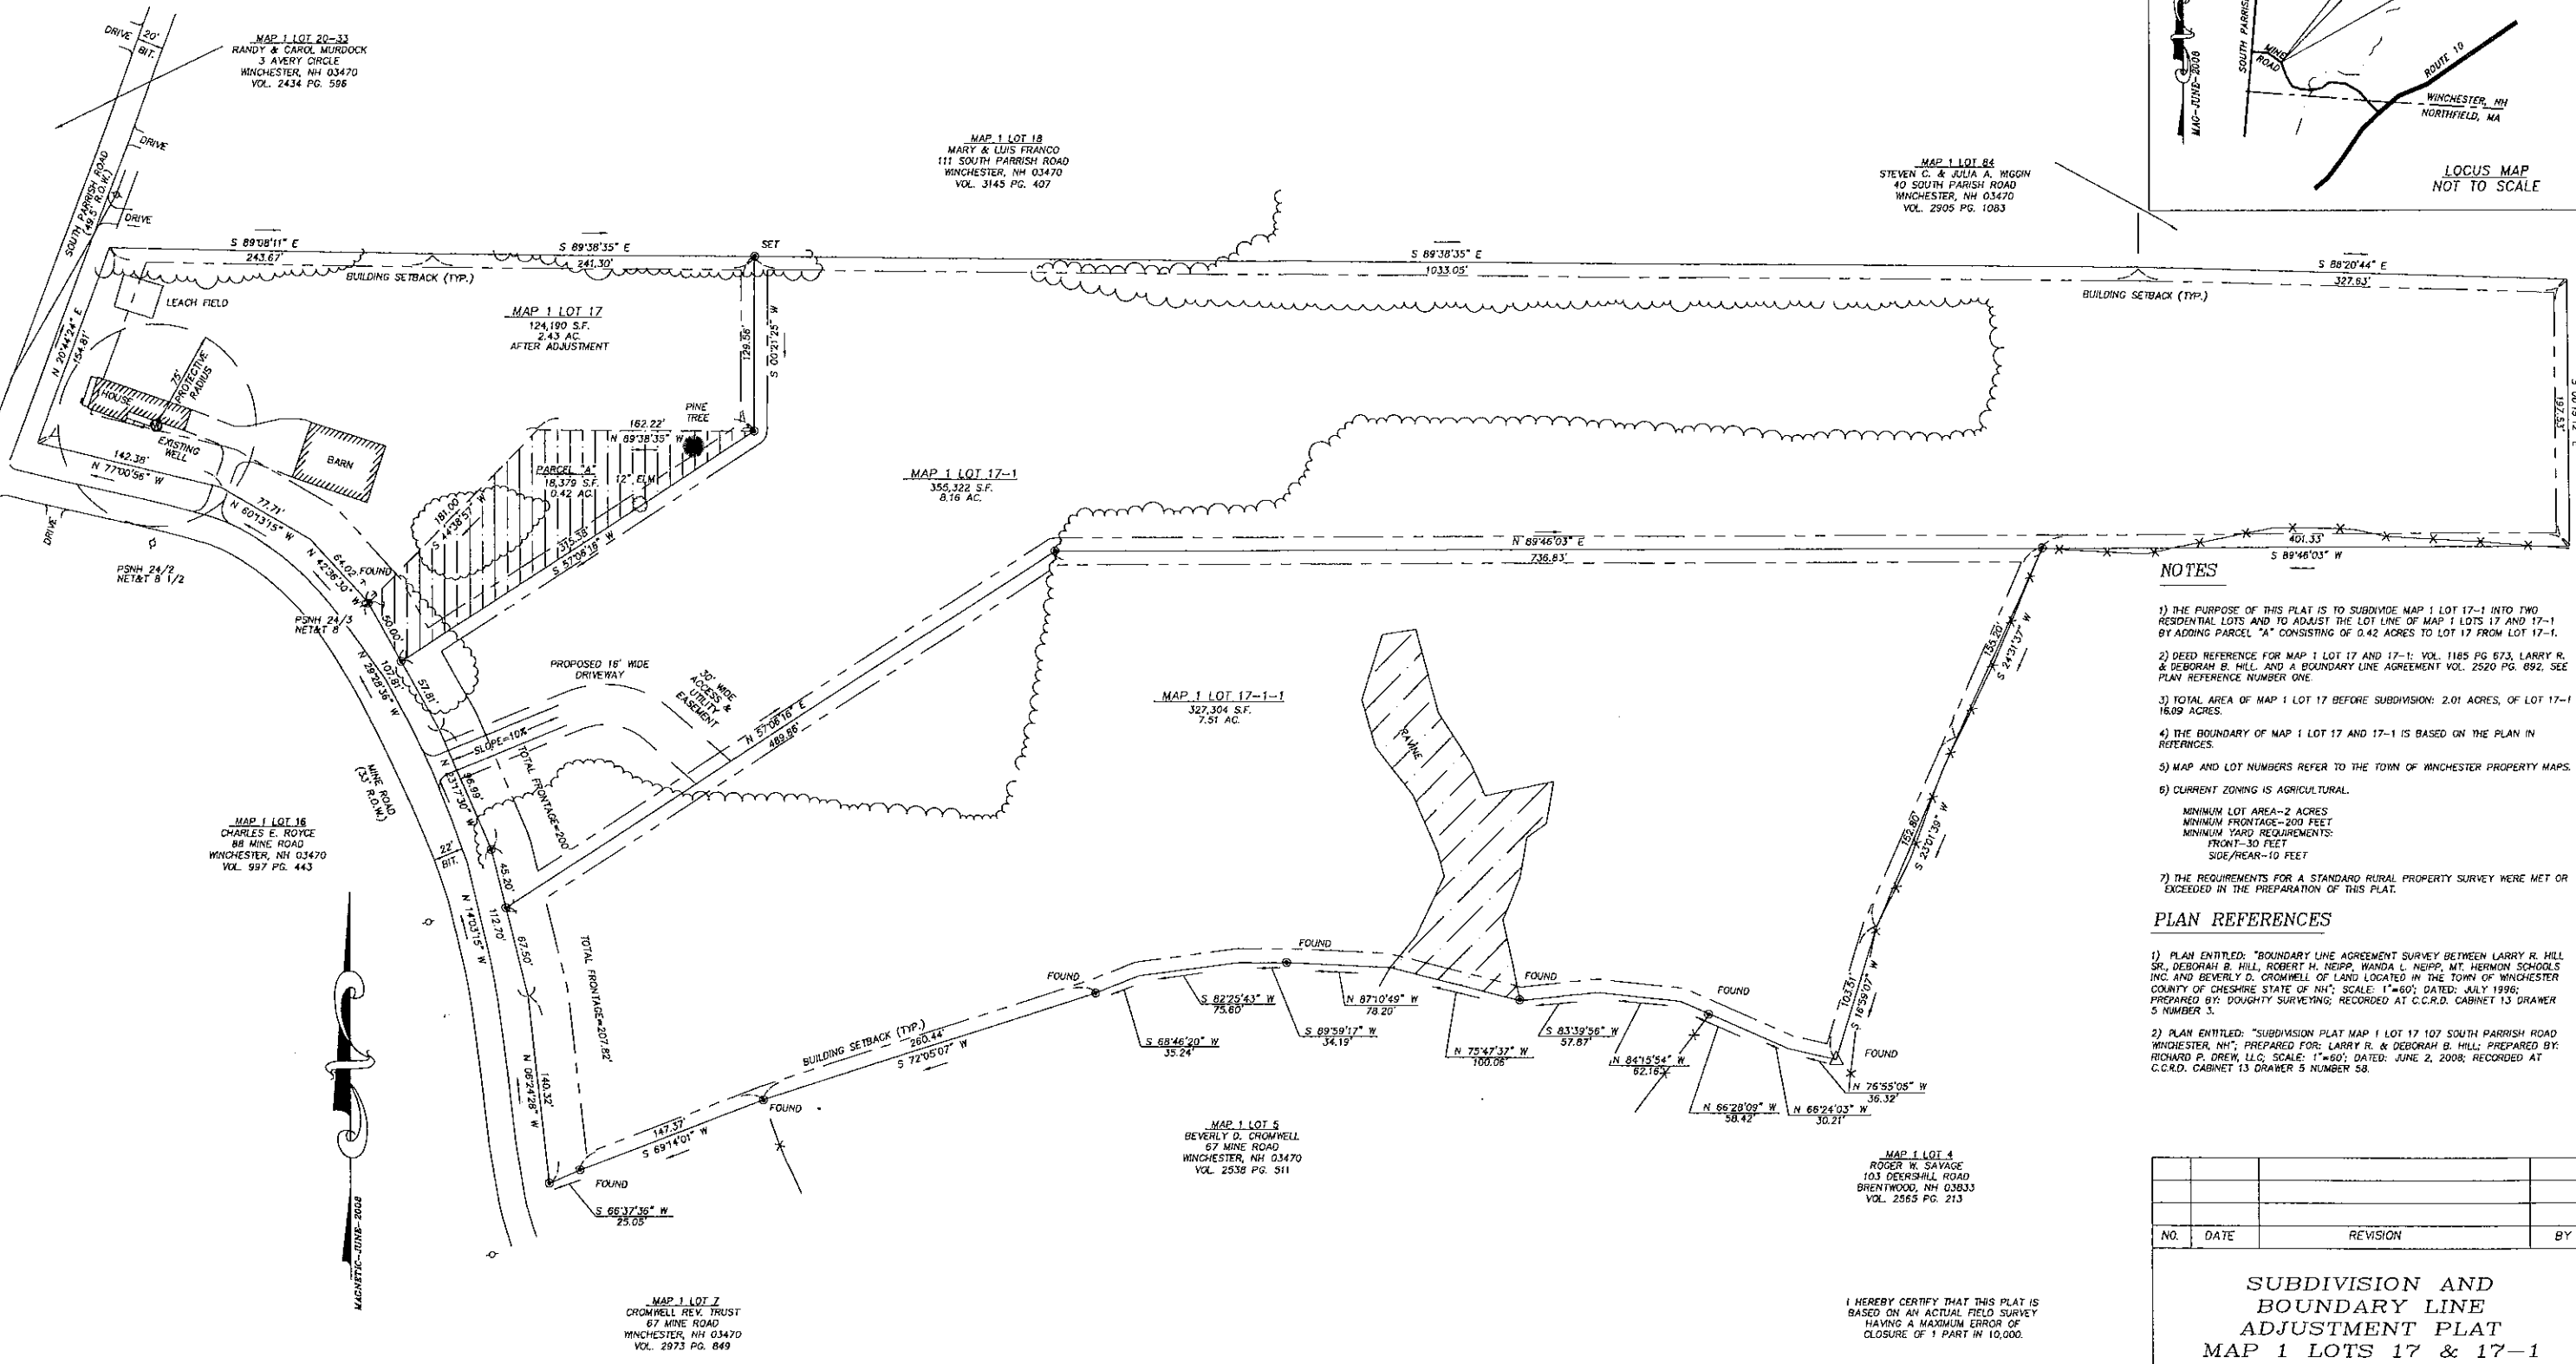 DRIVE
20'
BIT.
MAP 1 LOT 20-33
RANDY & CAROL MURDOCK
3 AVERY CIRCLE
WINCHESTER, NH 03470
VOL. 2434 PG. 596
DRIVE
SOUTH PARRISH ROAD
(49.5' R.O.W.)
DRIVE
MAP 1 LOT 18
MARY & LUIS FRANCO
111 SOUTH PARRISH ROAD
WINCHESTER, NH 03470
VOL. 3145 PG. 407
MAP 1 LOT 84
STEVEN C. & JULIA A. WIGGIN
40 SOUTH PARISH ROAD
WINCHESTER, NH 03470
VOL. 2905 PG. 1083
MAG-JUNE-2008
SOUTH PARRISH
MINE
ROAD
ROUTE 10
WINCHESTER, NH
NORTHFIELD, MA
LOCUS MAP
NOT TO SCALE
S 89°08'11" E
243.67'
S 89°38'35" E
241.30'
SET
S 89°38'35" E
1033.05'
S 88°20'44" E
327.63'
BUILDING SETBACK (TYP.)
BUILDING SETBACK (TYP.)
LEACH FIELD
MAP 1 LOT 17
124,190 S.F.
2.43 AC.
AFTER ADJUSTMENT
129.56'
S 00°21'25" W
N 20°44'24" E
154.81'
75'
PROTECTIVE
RADIUS
HOUSE
EXISTING
WELL
BARN
PINE
TREE
162.22'
N 89°38'35" W
PARCEL "A"
18,379 S.F.
0.42 AC.
12" ELM
181.00'
S 44°38'57" W
315.38'
S 57°06'16" W
MAP 1 LOT 17-1
355,322 S.F.
8.16 AC.
197.53'
142.38'
N 77°00'56" W
77.71'
N 60°13'15" W
64.02'
N 42°36'30" W
FOUND
DRIVE
PSNH 24/2
NET&T 8 1/2
PSNH 24/3
NET&T 8
50.00'
107.81'
N 29°28'36" W
57.81'
N 89°46'03" E
736.83'
401.33'
S 89°46'03" W
PROPOSED 16' WIDE
DRIVEWAY
30' WIDE
ACCESS &
UTILITY
EASEMENT
SLOPE=10%
TOTAL FRONTAGE=200'
N 57°06'16" E
489.86'
MAP 1 LOT 17-1-1
327,304 S.F.
7.51 AC.
RAVINE
155.20'
S 24°31'37" W
152.80'
S 23°01'39" W
103.51'
S 16°59'07" W
MINE ROAD
(33' R.O.W.)
N 23°17'30" W
96.99'
22'
BIT.
45.20'
112.70'
N 14°03'15" W
67.50'
TOTAL FRONTAGE=207.82'
N 06°24'28" W
140.32'
MAP 1 LOT 16
CHARLES E. ROYCE
88 MINE ROAD
WINCHESTER, NH 03470
VOL. 997 PG. 443
MAGNETIC-JUNE-2008
147.37'
S 69°14'01" W
FOUND
FOUND
S 66°37'36" W
25.05'
BUILDING SETBACK (TYP.)
260.44'
S 72°05'07" W
FOUND
S 68°46'20" W
35.24'
S 82°25'43" W
75.60'
FOUND
S 89°59'17" W
34.19'
N 87°10'49" W
78.20'
N 75°47'37" W
100.06'
FOUND
S 83°39'56" W
57.87'
N 84°15'54" W
62.16'
FOUND
N 66°28'09" W
58.42'
N 66°24'03" W
30.21'
N 76°55'05" W
36.32'
FOUND
MAP 1 LOT 5
BEVERLY D. CROMWELL
67 MINE ROAD
WINCHESTER, NH 03470
VOL. 2538 PG. 511
MAP 1 LOT 4
ROGER W. SAVAGE
103 DEERSHILL ROAD
BRENTWOOD, NH 03833
VOL. 2565 PG. 213
MAP 1 LOT 7
CROMWELL REV. TRUST
67 MINE ROAD
WINCHESTER, NH 03470
VOL. 2973 PG. 849
I HEREBY CERTIFY THAT THIS PLAT IS
BASED ON AN ACTUAL FIELD SURVEY
HAVING A MAXIMUM ERROR OF
CLOSURE OF 1 PART IN 10,000.
NOTES
1) THE PURPOSE OF THIS PLAT IS TO SUBDIVIDE MAP 1 LOT 17-1 INTO TWO
RESIDENTIAL LOTS AND TO ADJUST THE LOT LINE OF MAP 1 LOTS 17 AND 17-1
BY ADDING PARCEL "A" CONSISTING OF 0.42 ACRES TO LOT 17 FROM LOT 17-1.
2) DEED REFERENCE FOR MAP 1 LOT 17 AND 17-1: VOL. 1185 PG 673, LARRY R.
& DEBORAH B. HILL. AND A BOUNDARY LINE AGREEMENT VOL. 2520 PG. 892, SEE
PLAN REFERENCE NUMBER ONE.
3) TOTAL AREA OF MAP 1 LOT 17 BEFORE SUBDIVISION: 2.01 ACRES, OF LOT 17-1
16.09 ACRES.
4) THE BOUNDARY OF MAP 1 LOT 17 AND 17-1 IS BASED ON THE PLAN IN
REFERNCES.
5) MAP AND LOT NUMBERS REFER TO THE TOWN OF WINCHESTER PROPERTY MAPS.
6) CURRENT ZONING IS AGRICULTURAL.
MINIMUM LOT AREA-2 ACRES
MINIMUM FRONTAGE-200 FEET
MINIMUM YARD REQUIREMENTS:
FRONT-30 FEET
SIDE/REAR-10 FEET
7) THE REQUIREMENTS FOR A STANDARD RURAL PROPERTY SURVEY WERE MET OR
EXCEEDED IN THE PREPARATION OF THIS PLAT.
PLAN REFERENCES
1) PLAN ENTITLED: "BOUNDARY LINE AGREEMENT SURVEY BETWEEN LARRY R. HILL
SR., DEBORAH B. HILL, ROBERT H. NEIPP, WANDA L. NEIPP, MT. HERMON SCHOOLS
INC. AND BEVERLY D. CROMWELL OF LAND LOCATED IN THE TOWN OF WINCHESTER
COUNTY OF CHESHIRE STATE OF NH"; SCALE: 1"=60'; DATED: JULY 1996;
PREPARED BY: DOUGHTY SURVEYING; RECORDED AT C.C.R.D. CABINET 13 DRAWER
5 NUMBER 3.
2) PLAN ENTITLED: "SUBDIVISION PLAT MAP 1 LOT 17 107 SOUTH PARRISH ROAD
WINCHESTER, NH"; PREPARED FOR: LARRY R. & DEBORAH B. HILL; PREPARED BY:
RICHARD P. DREW, LLC; SCALE: 1"=60'; DATED: JUNE 2, 2008; RECORDED AT
C.C.R.D. CABINET 13 DRAWER 5 NUMBER 58.
NO. DATE REVISION BY
SUBDIVISION AND
BOUNDARY LINE
ADJUSTMENT PLAT
MAP 1 LOTS 17 & 17-1